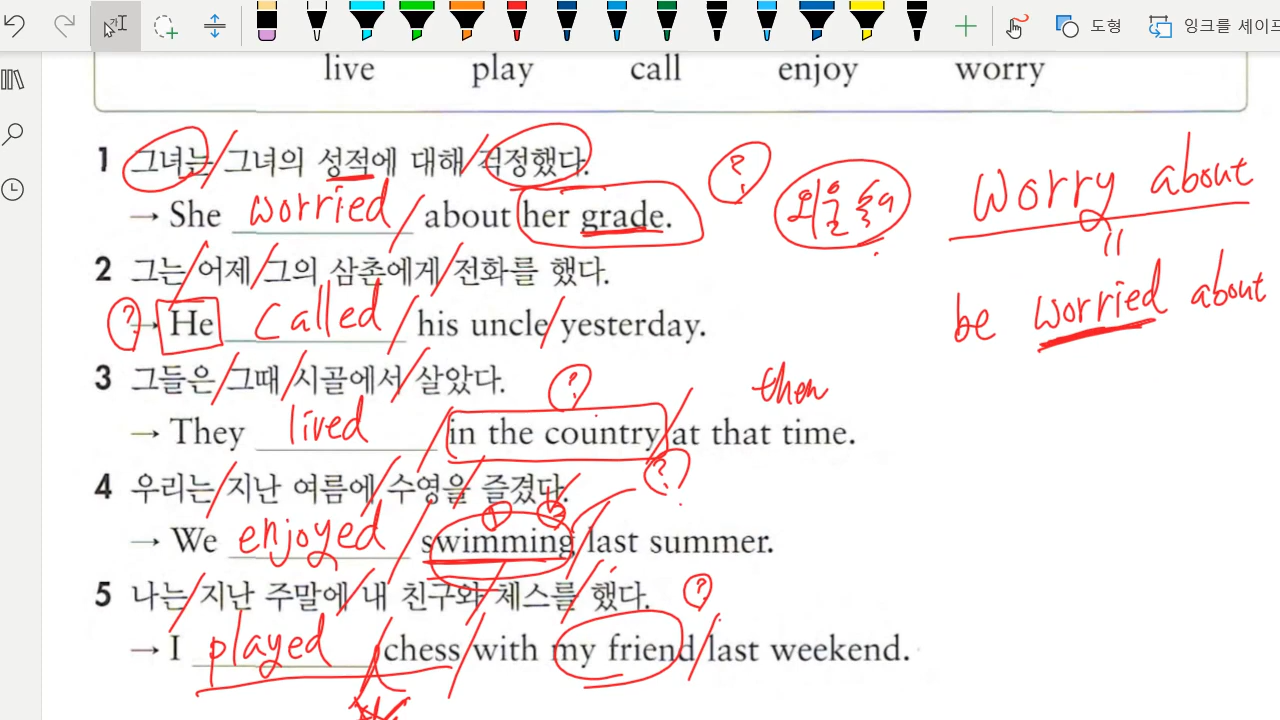 가 도형 잉크를 셰이프
live play call enjoy worry
1 그녀는 그녀의 성적에 대해 걱정했다.
→ She worried about her grade. ? 외울 숙어 worry about
=
be worried about
2 그는 어제 그의 삼촌에게 전화를 했다.
? → He called his uncle yesterday.
3 그들은 그때 시골에서 살았다. ? then
→ They lived in the country at that time.
4 우리는 지난 여름에 수영을 즐겼다. ?
→ We enjoyed swimming last summer.
5 나는 지난 주말에 내 친구와 체스를 했다. ?
→ I played chess with my friend last weekend.